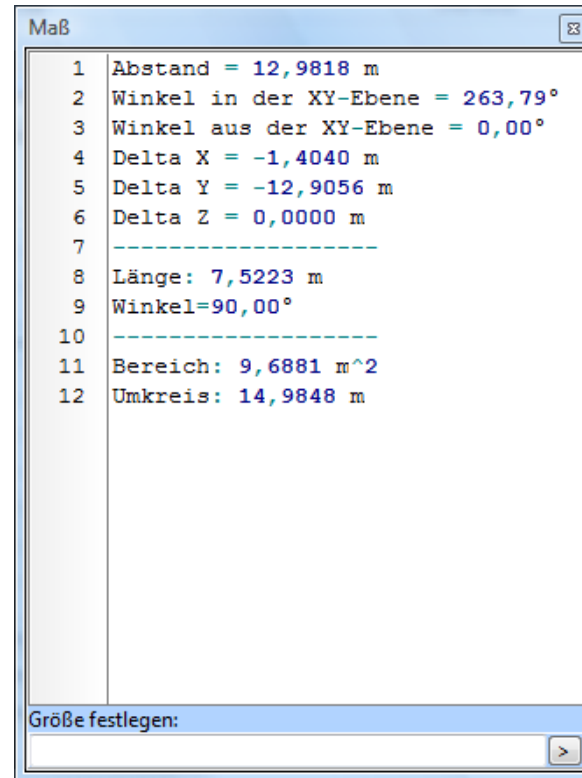 Maß
1 Abstand = 12,9818 m
2 Winkel in der XY-Ebene = 263,79°
3 Winkel aus der XY-Ebene = 0,00°
4 Delta X = -1,4040 m
5 Delta Y = -12,9056 m
6 Delta Z = 0,0000 m
7 -------------------
8 Länge: 7,5223 m
9 Winkel=90,00°
10 -------------------
11 Bereich: 9,6881 m^2
12 Umkreis: 14,9848 m
Größe festlegen:
>